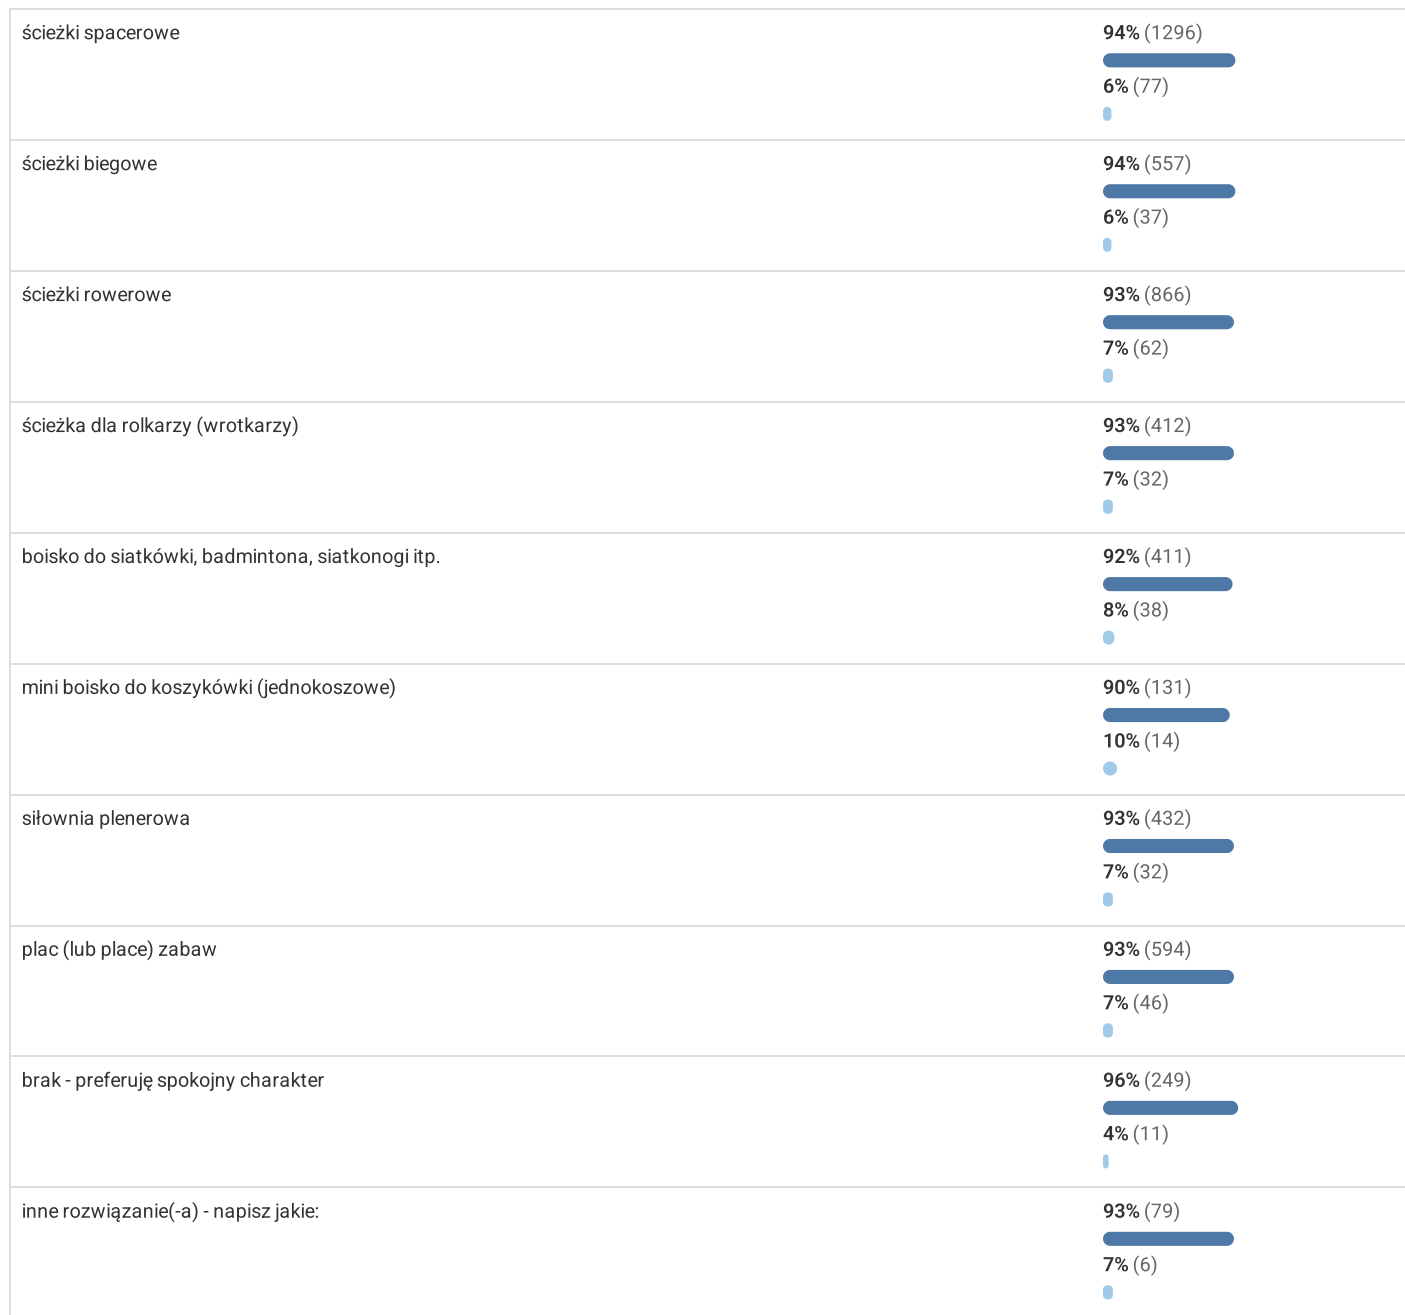 ścieżki spacerowe
94% (1296)
6% (77)
ścieżki biegowe
94% (557)
6% (37)
ścieżki rowerowe
93% (866)
7% (62)
ścieżka dla rolkarzy (wrotkarzy)
93% (412)
7% (32)
boisko do siatkówki, badmintona, siatkonogi itp.
92% (411)
8% (38)
mini boisko do koszykówki (jednokoszowe)
90% (131)
10% (14)
siłownia plenerowa
93% (432)
7% (32)
plac (lub place) zabaw
93% (594)
7% (46)
brak - preferuję spokojny charakter
96% (249)
4% (11)
inne rozwiązanie(-a) - napisz jakie:
93% (79)
7% (6)